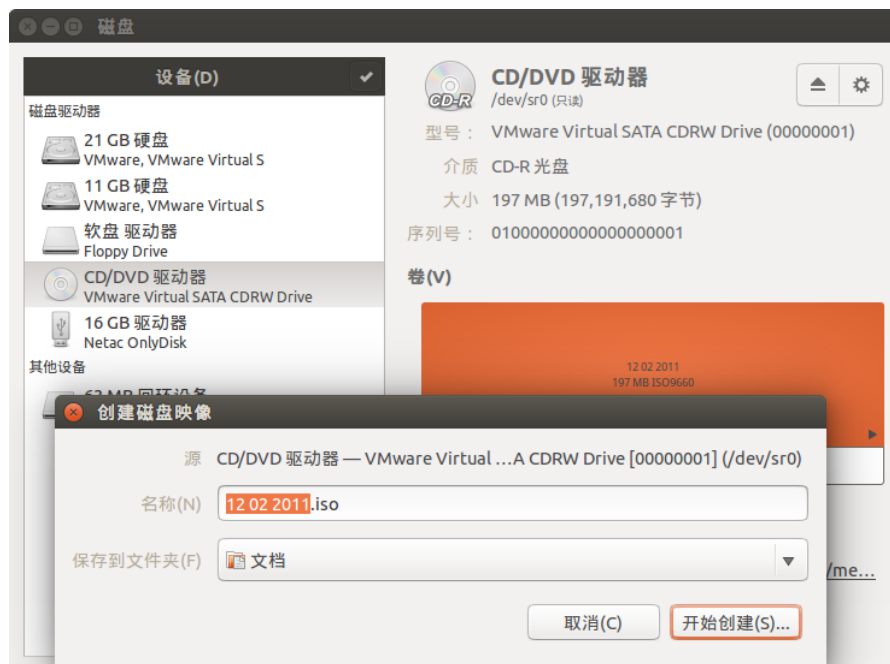 磁盘
设备(D)
磁盘驱动器
21 GB 硬盘
VMware, VMware Virtual S
11 GB 硬盘
VMware, VMware Virtual S
软盘 驱动器
Floppy Drive
CD/DVD 驱动器
VMware Virtual SATA CDRW Drive
16 GB 驱动器
Netac OnlyDisk
其他设备
CD-R
CD/DVD 驱动器
/dev/sr0 (只读)
型号： VMware Virtual SATA CDRW Drive (00000001)
介质 CD-R 光盘
大小 197 MB (197,191,680 字节)
序列号： 01000000000000000001
卷(V)
12 02 2011
197 MB ISO9660
/me...
创建磁盘映像
源 CD/DVD 驱动器 — VMware Virtual ...A CDRW Drive [00000001] (/dev/sr0)
名称(N) 12 02 2011.iso
保存到文件夹(F) 文档
取消(C) 开始创建(S)...